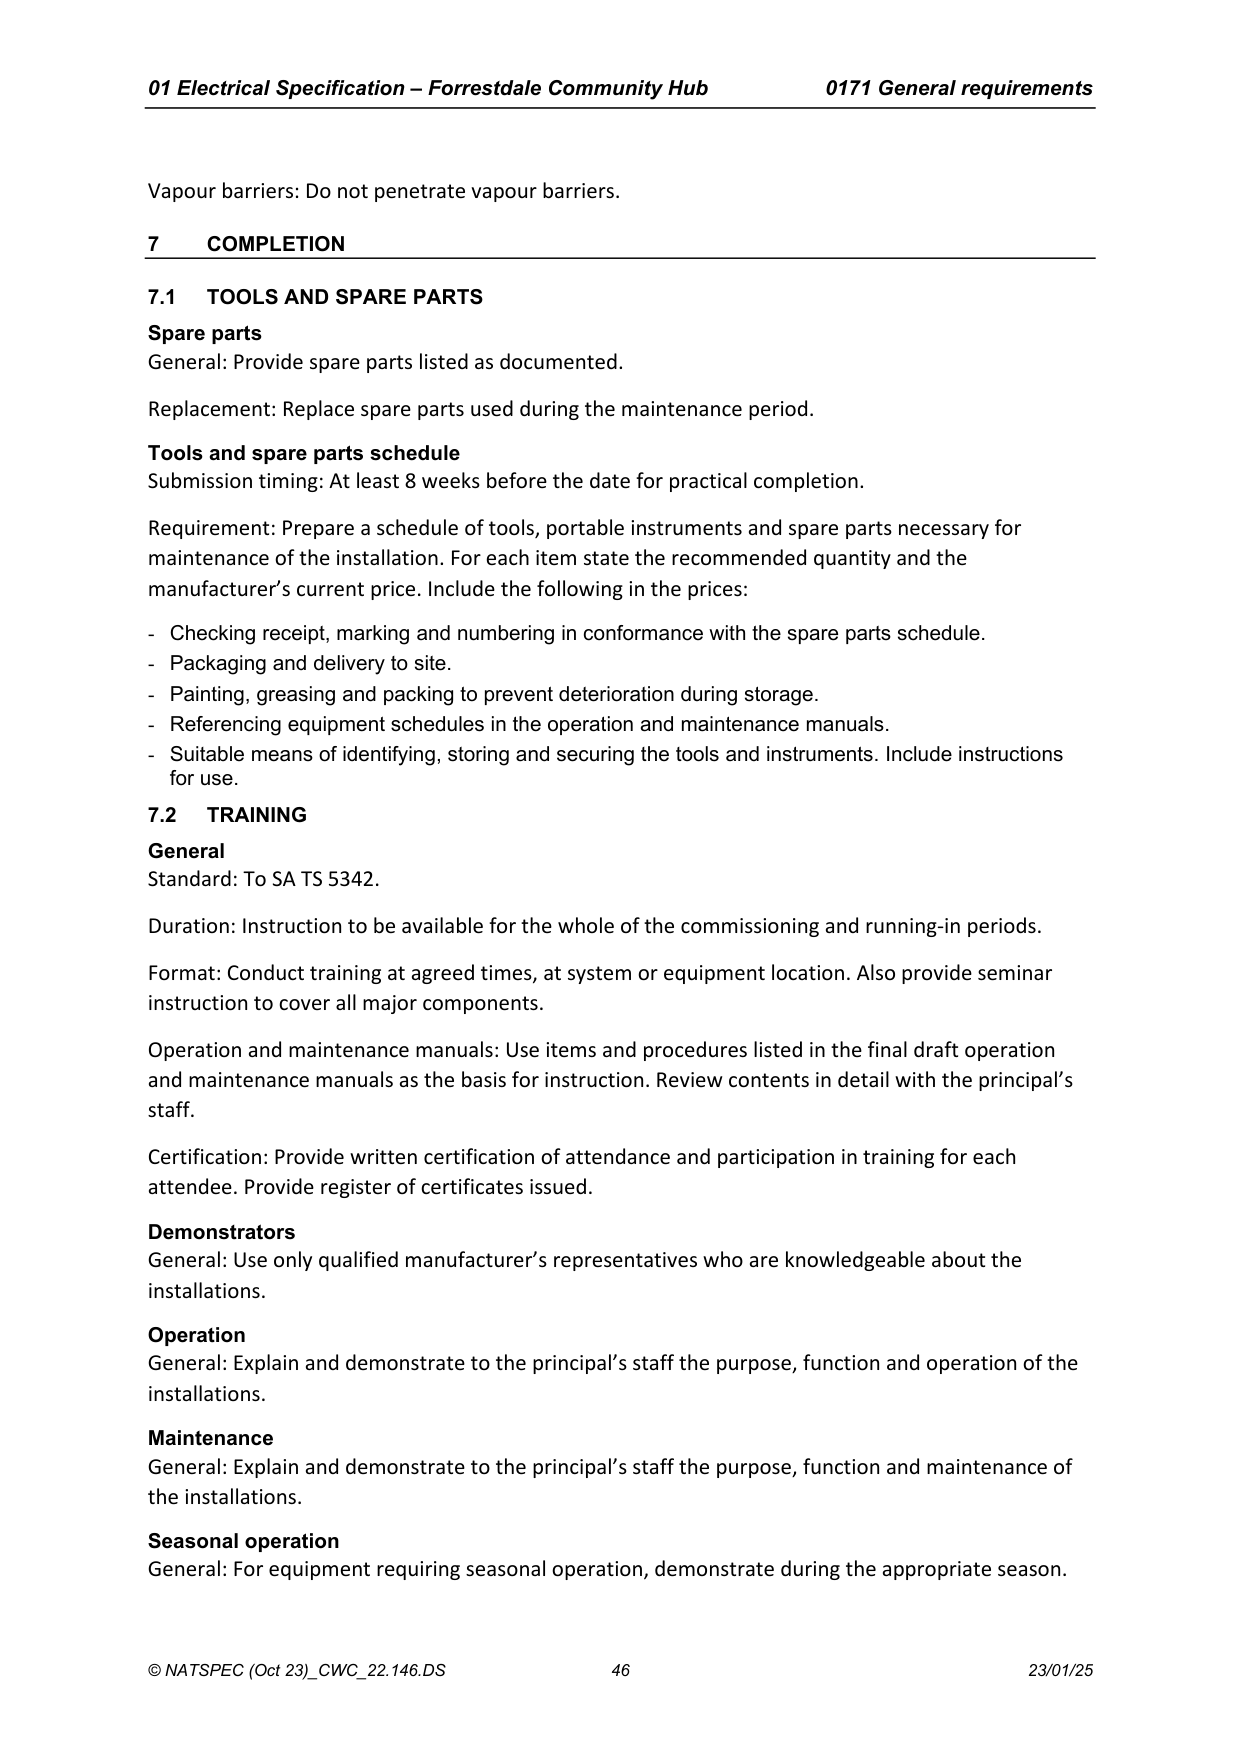 01 Electrical Specification – Forrestdale Community Hub 0171 General requirements
Vapour barriers: Do not penetrate vapour barriers.
7 COMPLETION
7.1 TOOLS AND SPARE PARTS
Spare parts
General: Provide spare parts listed as documented.
Replacement: Replace spare parts used during the maintenance period.
Tools and spare parts schedule
Submission timing: At least 8 weeks before the date for practical completion.
Requirement: Prepare a schedule of tools, portable instruments and spare parts necessary for
maintenance of the installation. For each item state the recommended quantity and the
manufacturer’s current price. Include the following in the prices:
- Checking receipt, marking and numbering in conformance with the spare parts schedule.
- Packaging and delivery to site.
- Painting, greasing and packing to prevent deterioration during storage.
- Referencing equipment schedules in the operation and maintenance manuals.
- Suitable means of identifying, storing and securing the tools and instruments. Include instructions
for use.
7.2 TRAINING
General
Standard: To SA TS 5342.
Duration: Instruction to be available for the whole of the commissioning and running-in periods.
Format: Conduct training at agreed times, at system or equipment location. Also provide seminar
instruction to cover all major components.
Operation and maintenance manuals: Use items and procedures listed in the final draft operation
and maintenance manuals as the basis for instruction. Review contents in detail with the principal’s
staff.
Certification: Provide written certification of attendance and participation in training for each
attendee. Provide register of certificates issued.
Demonstrators
General: Use only qualified manufacturer’s representatives who are knowledgeable about the
installations.
Operation
General: Explain and demonstrate to the principal’s staff the purpose, function and operation of the
installations.
Maintenance
General: Explain and demonstrate to the principal’s staff the purpose, function and maintenance of
the installations.
Seasonal operation
General: For equipment requiring seasonal operation, demonstrate during the appropriate season.
© NATSPEC (Oct 23)_CWC_22.146.DS 46 23/01/25